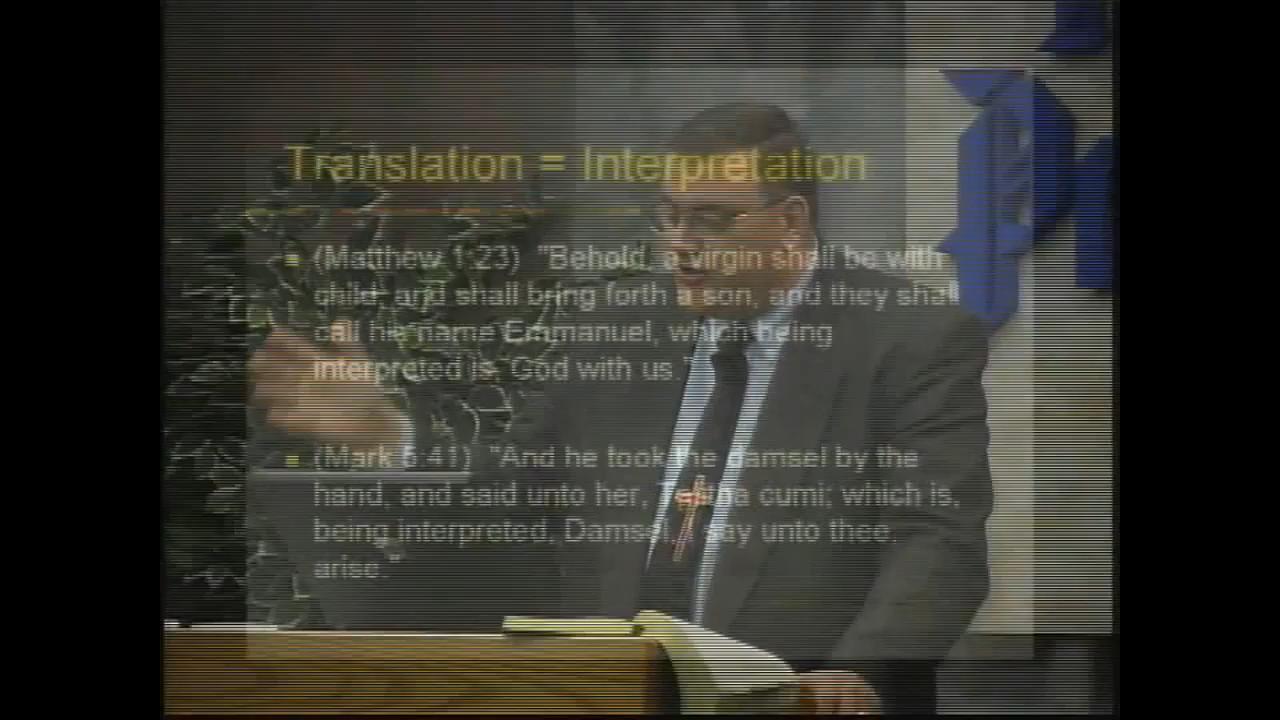 Translation = Interpretation
(Matthew 1:23) "Behold, a virgin shall be with
child, and shall bring forth a son, and they shall
call his name Emmanuel, which being
interpreted is, God with us."
(Mark 5:41) "And he took the damsel by the
hand, and said unto her, Talitha cumi; which is,
being interpreted, Damsel, I say unto thee,
arise."